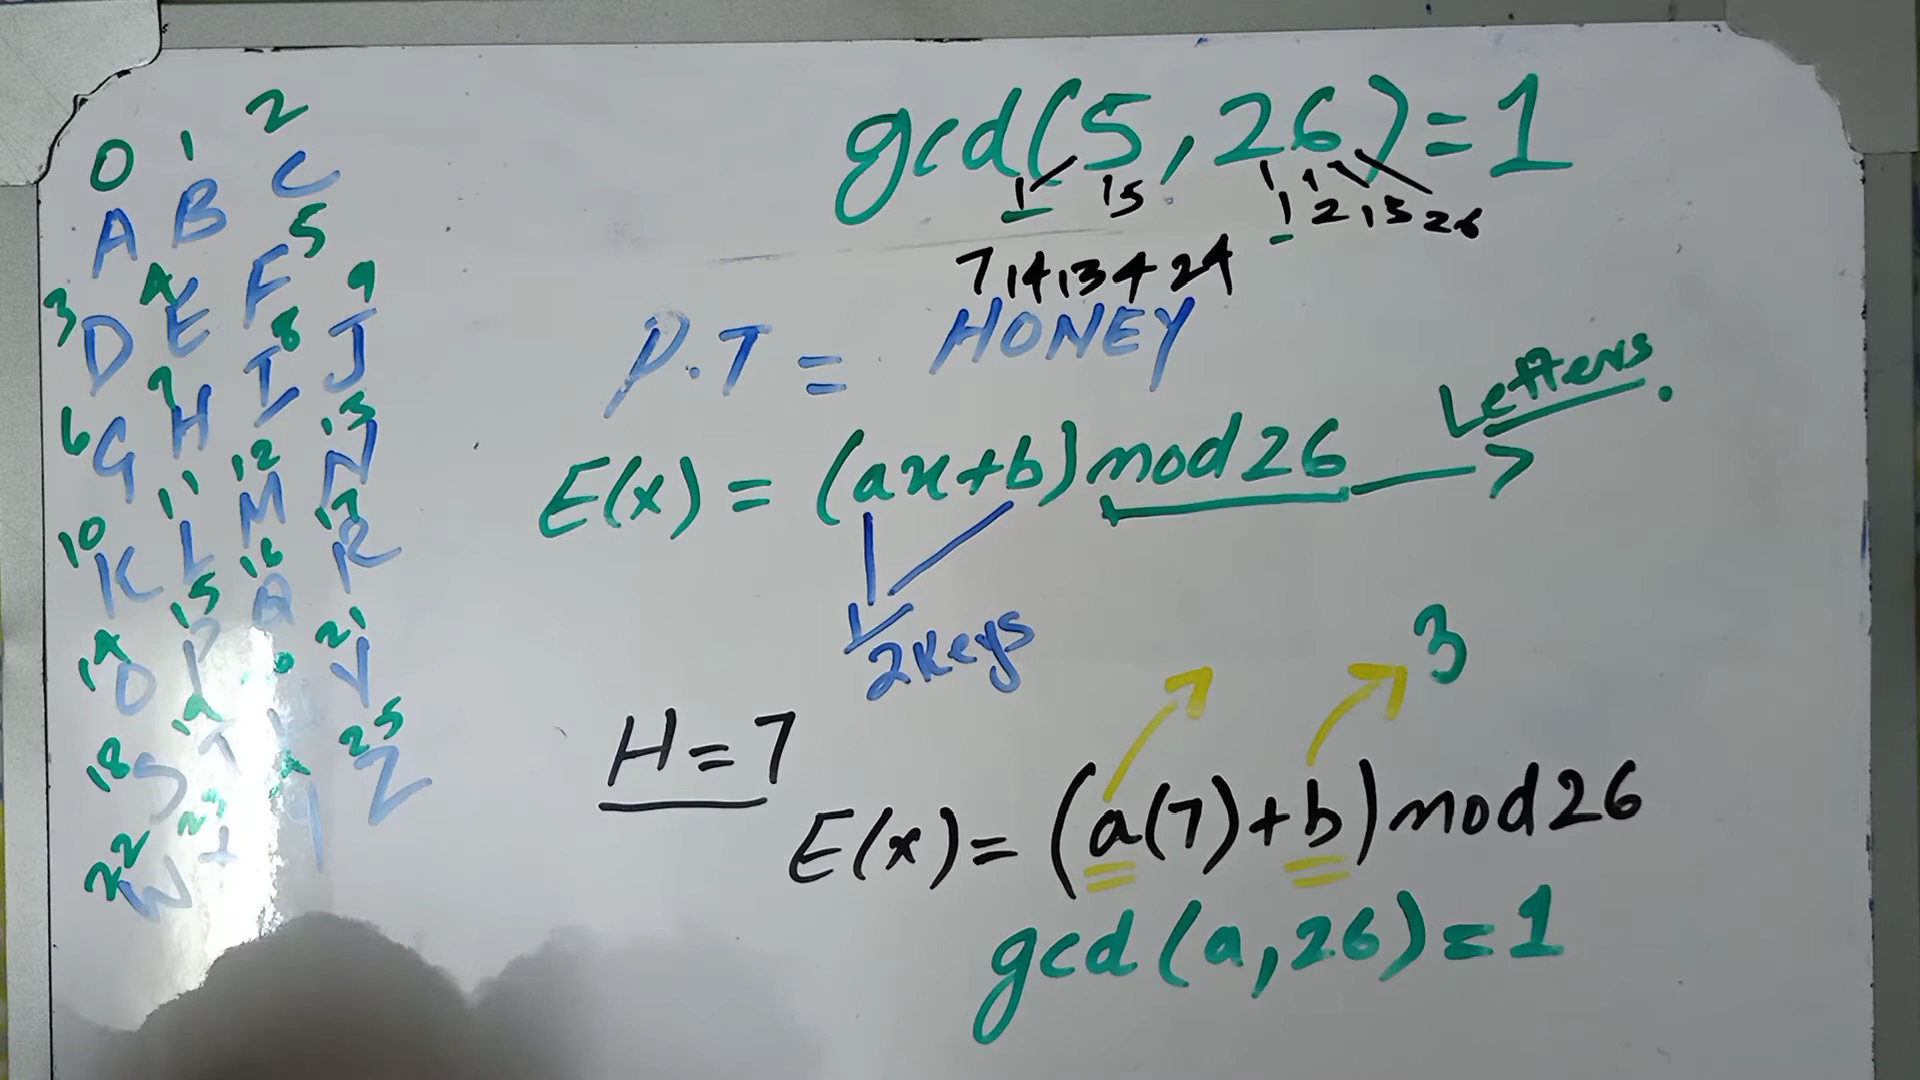 0 1 2
A B C
3 4 5
D E F
6 7 8 9
G H I J
10 11 12 13
K L M N
14 15 16 17
O P Q R
18 19 21
S T U V
22 23 25
W X Y Z
gcd(5, 26) = 1
1 15 1 2 13 26
7 14 13 4 24
P.T = HONEY
E(x) = (ax+b) mod 26
Letters.
2 Keys
3
H = 7
E(x) = (a(7)+b) mod 26
gcd(a, 26) = 1